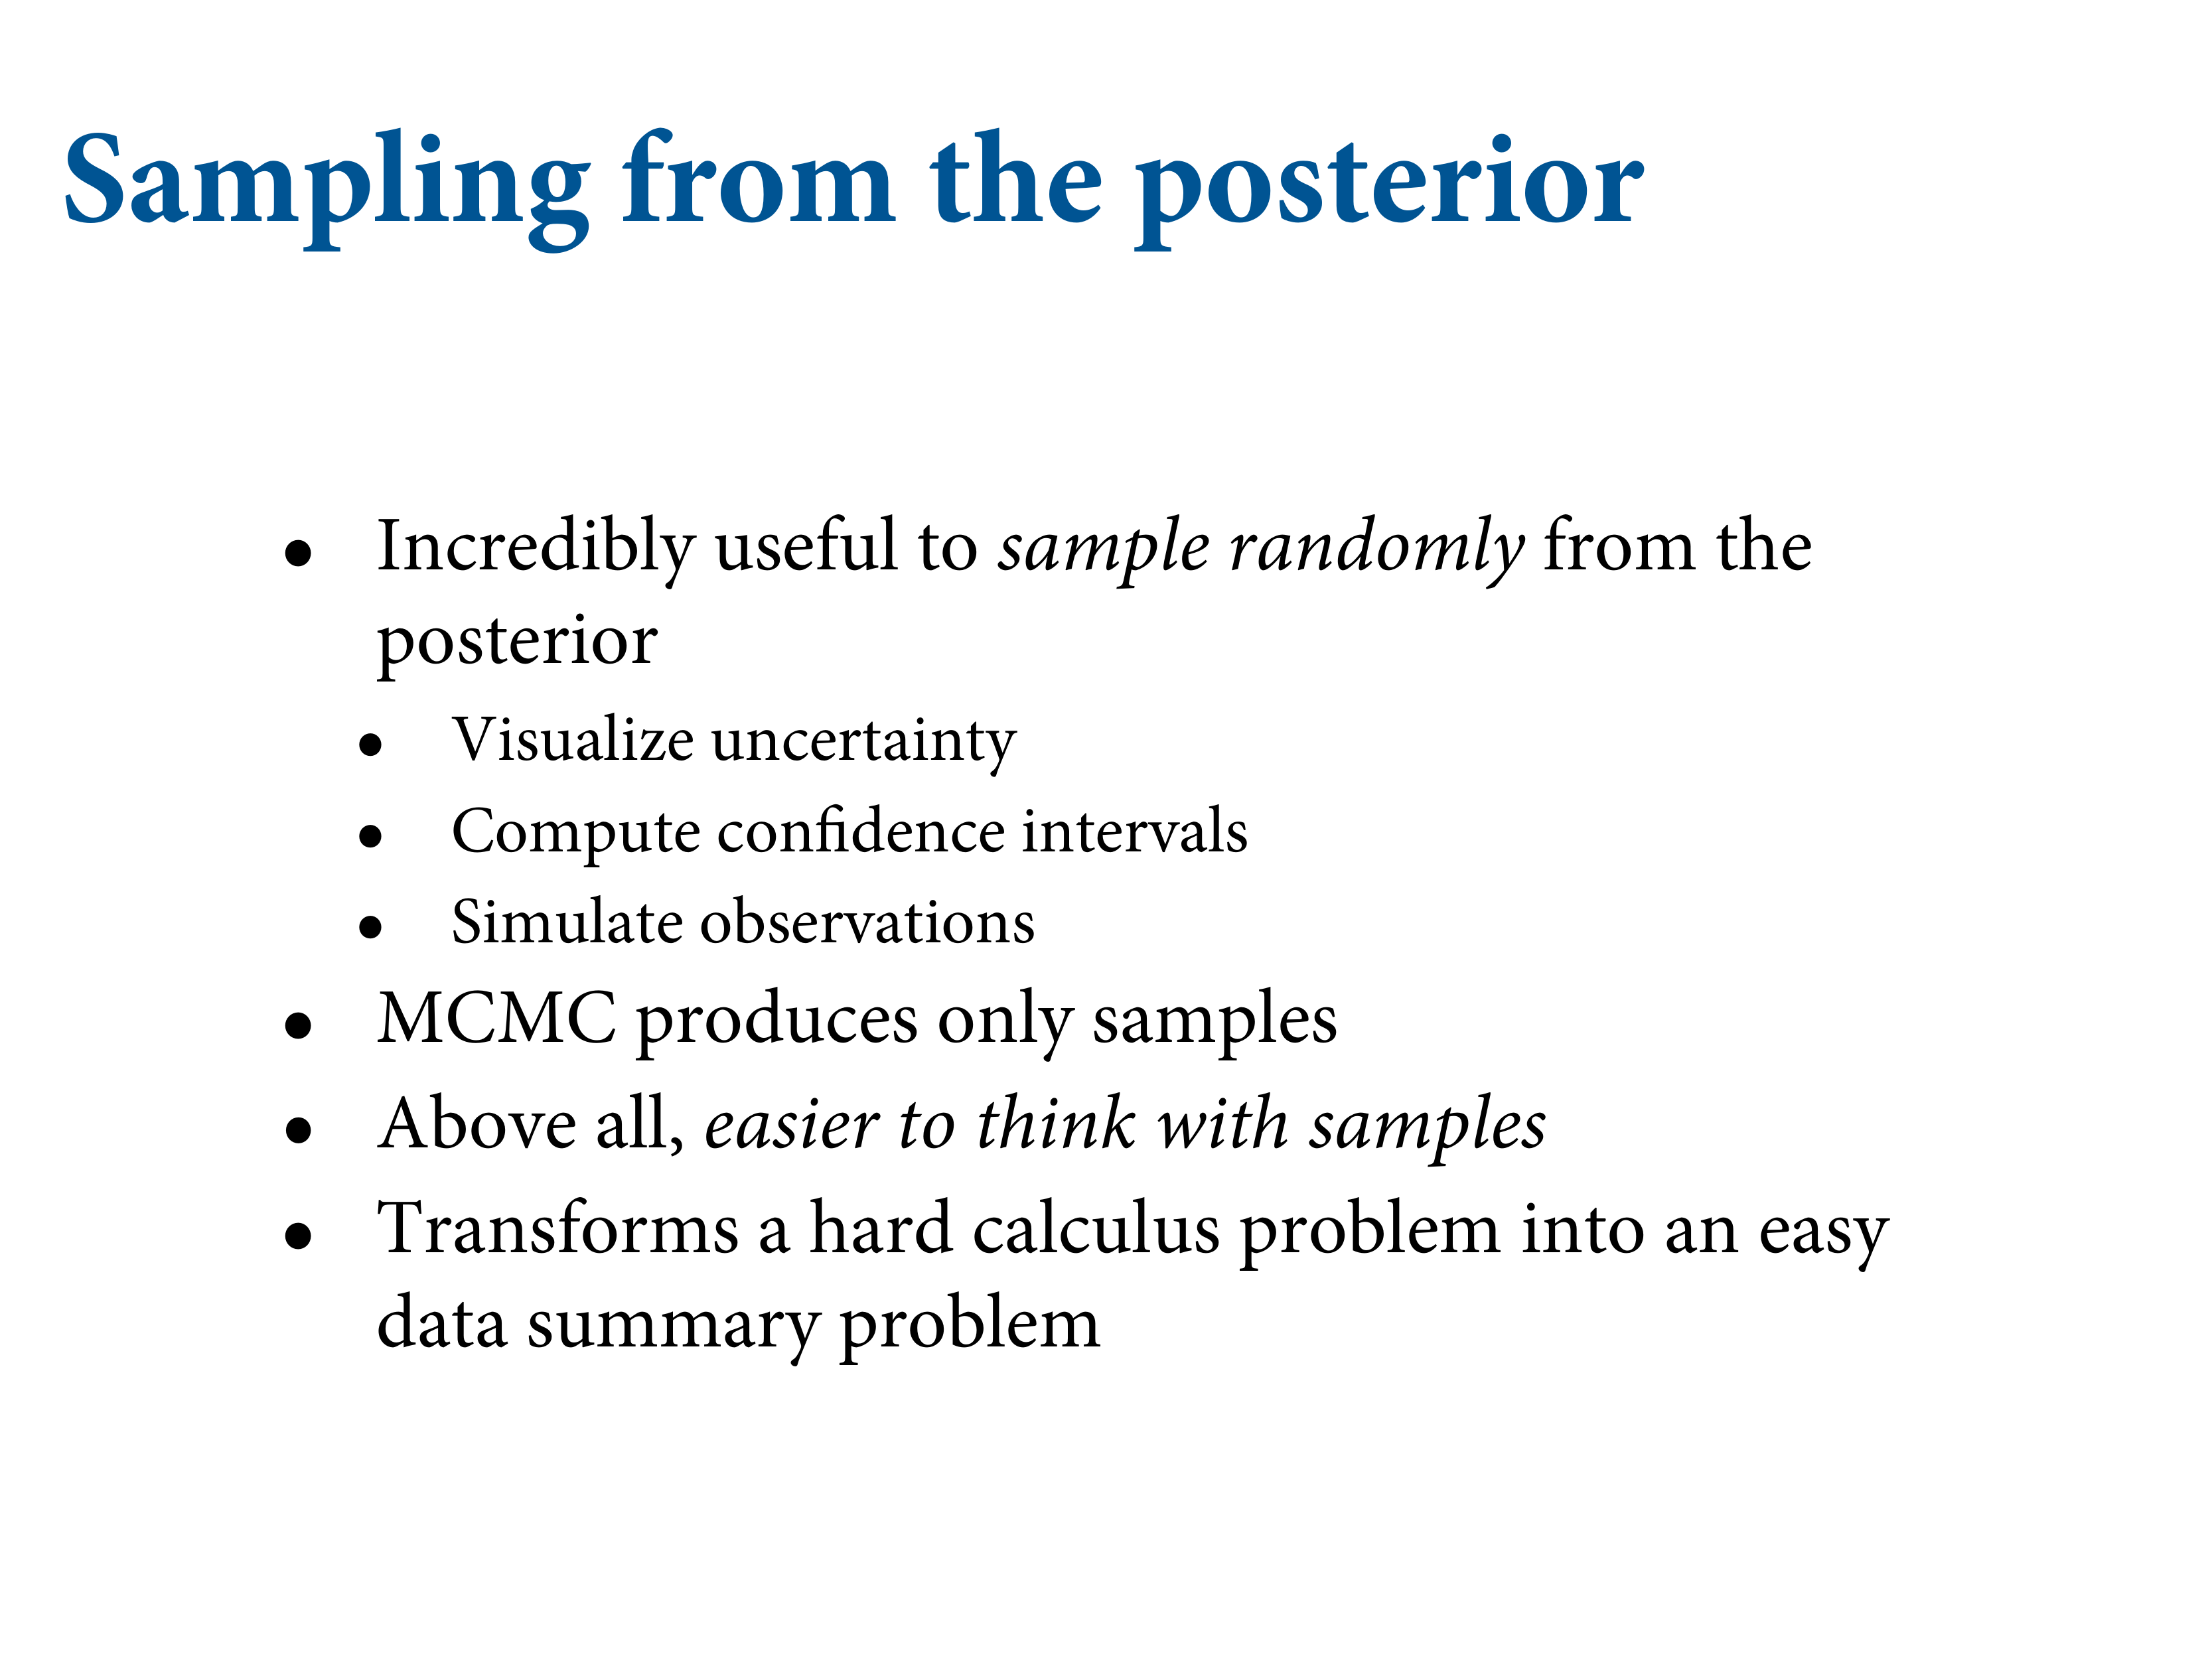 Sampling from the posterior
• Incredibly useful to sample randomly from the
posterior
• Visualize uncertainty
• Compute confidence intervals
• Simulate observations
• MCMC produces only samples
• Above all, easier to think with samples
• Transforms a hard calculus problem into an easy
data summary problem